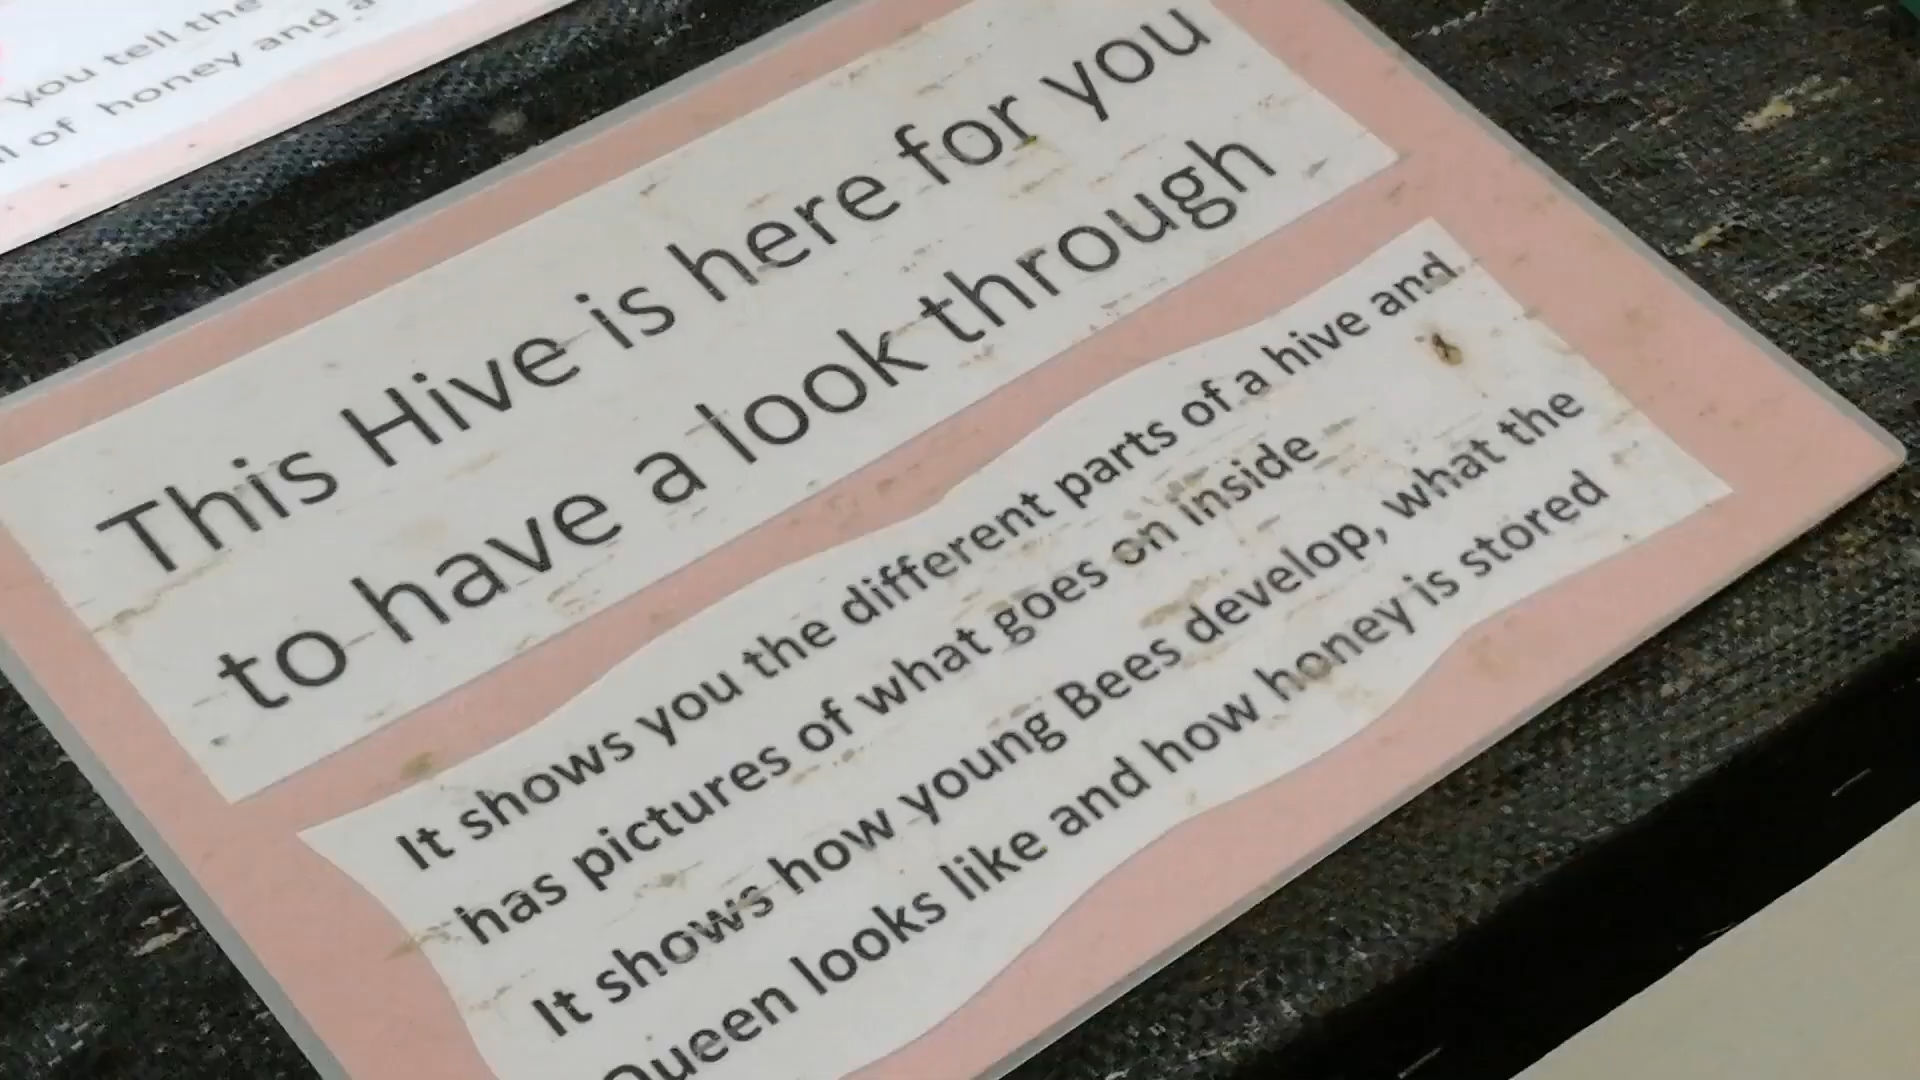 you tell the
of honey and a
This Hive is here for you
to have a look through
It shows you the different parts of a hive and
has pictures of what goes on inside
It shows how young Bees develop, what the
Queen looks like and how honey is stored